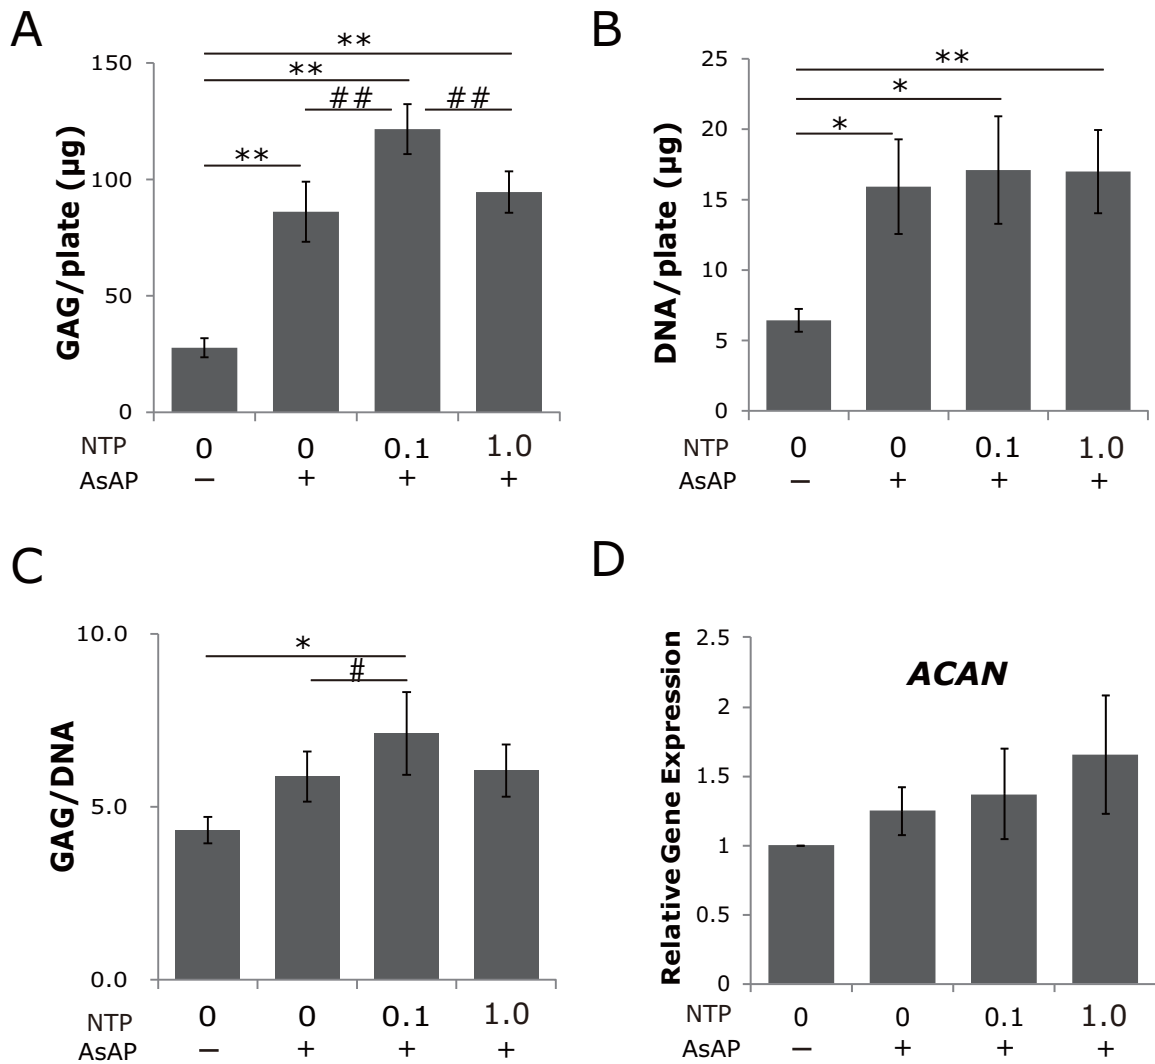 A
GAG/plate (µg)
150
100
50
0
**
**
##
##
**
NTP 0 0 0.1 1.0
AsAP − + + +
B
DNA/plate (µg)
25
20
15
10
5
0
**
*
*
NTP 0 0 0.1 1.0
AsAP − + + +
C
GAG/DNA
10.0
5.0
0.0
*
#
NTP 0 0 0.1 1.0
AsAP − + + +
D
Relative Gene Expression
2.5
2
1.5
1
0.5
0
ACAN
NTP 0 0 0.1 1.0
AsAP − + + +